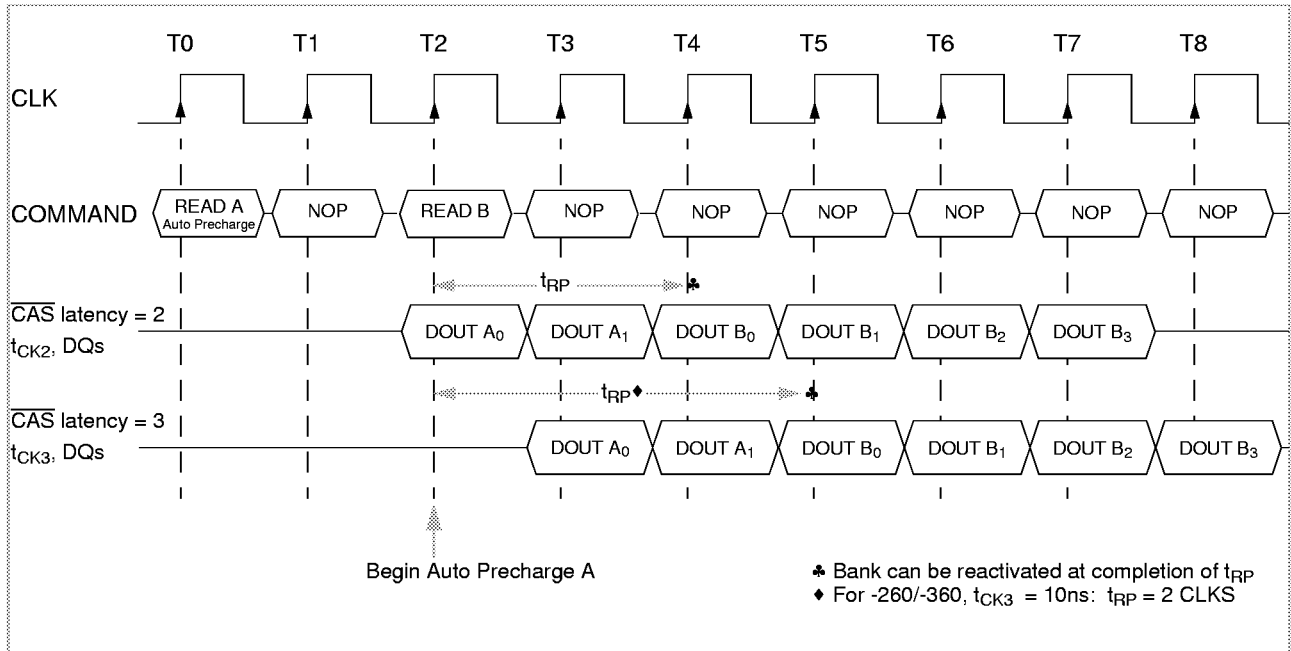 T0 T1 T2 T3 T4 T5 T6 T7 T8
CLK
COMMAND READ A Auto Precharge NOP READ B NOP NOP NOP NOP NOP NOP
tRP ♣
CAS latency = 2
tCK2, DQs
DOUT A0 DOUT A1 DOUT B0 DOUT B1 DOUT B2 DOUT B3
tRP♦ ♣
CAS latency = 3
tCK3, DQs
DOUT A0 DOUT A1 DOUT B0 DOUT B1 DOUT B2 DOUT B3
Begin Auto Precharge A
♣ Bank can be reactivated at completion of tRP
♦ For -260/-360, tCK3 = 10ns: tRP = 2 CLKS